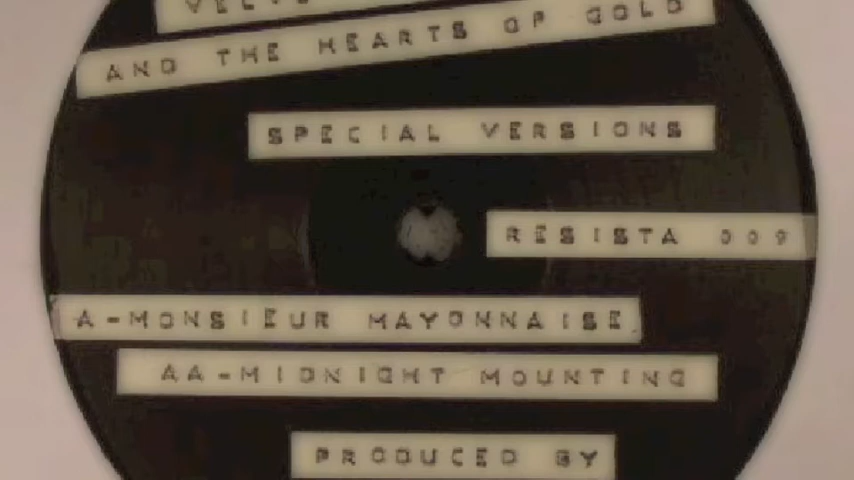 AND THE HEARTS OF GOLD
SPECIAL VERSIONS
RESISTA 009
A-MONSIEUR MAYONNAISE
AA-MIDNIGHT MOUNTING
PRODUCED BY